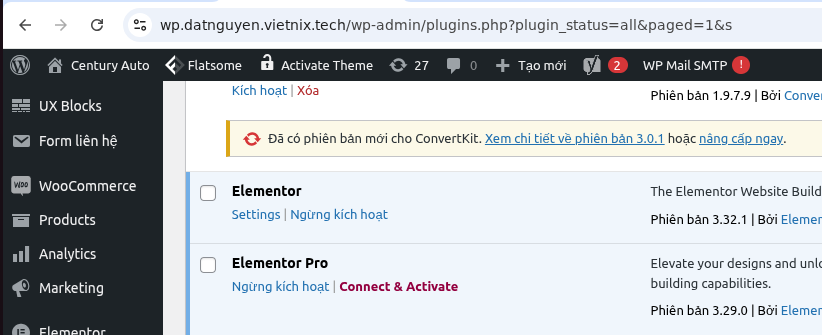 wp.datnguyen.vietnix.tech/wp-admin/plugins.php?plugin_status=all&paged=1&s
Century Auto Flatsome Activate Theme 27 0 + Tạo mới 2 WP Mail SMTP !
UX Blocks
Form liên hệ
WooCommerce
Products
Analytics
Marketing
Elementor
Kích hoạt | Xóa
Phiên bản 1.9.7.9 | Bởi Conver
Đã có phiên bản mới cho ConvertKit. Xem chi tiết về phiên bản 3.0.1 hoặc nâng cấp ngay.
Elementor
Settings | Ngừng kích hoạt
The Elementor Website Build
Phiên bản 3.32.1 | Bởi Elemen
Elementor Pro
Ngừng kích hoạt | Connect & Activate
Elevate your designs and unlo
building capabilities.
Phiên bản 3.29.0 | Bởi Elemen